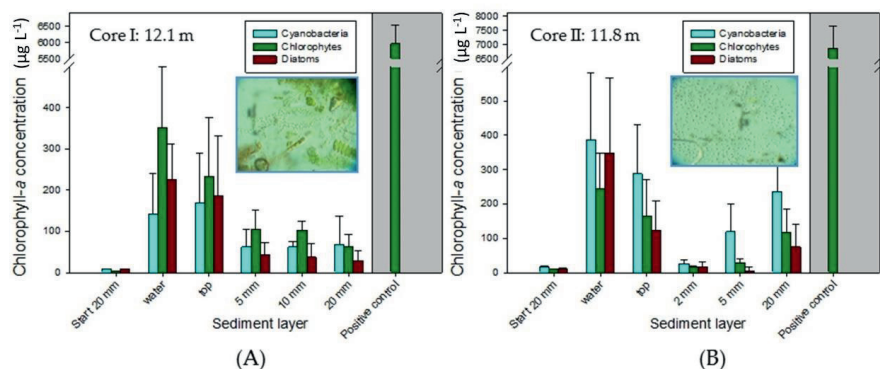 (µg L-1)
Chlorophyll-a concentration
6500
6000
5500
400
300
200
100
0
Core I: 12.1 m
Cyanobacteria
Chlorophytes
Diatoms
Start 20 mm
water
top
5 mm
10 mm
20 mm
Positive control
Sediment layer
(A)
(µg L-1)
Chlorophyll-a concentration
8000
7500
7000
6500
6000
500
400
300
200
100
0
Core II: 11.8 m
Cyanobacteria
Chlorophytes
Diatoms
Start 20 mm
water
top
2 mm
5 mm
20 mm
Positive control
Sediment layer
(B)